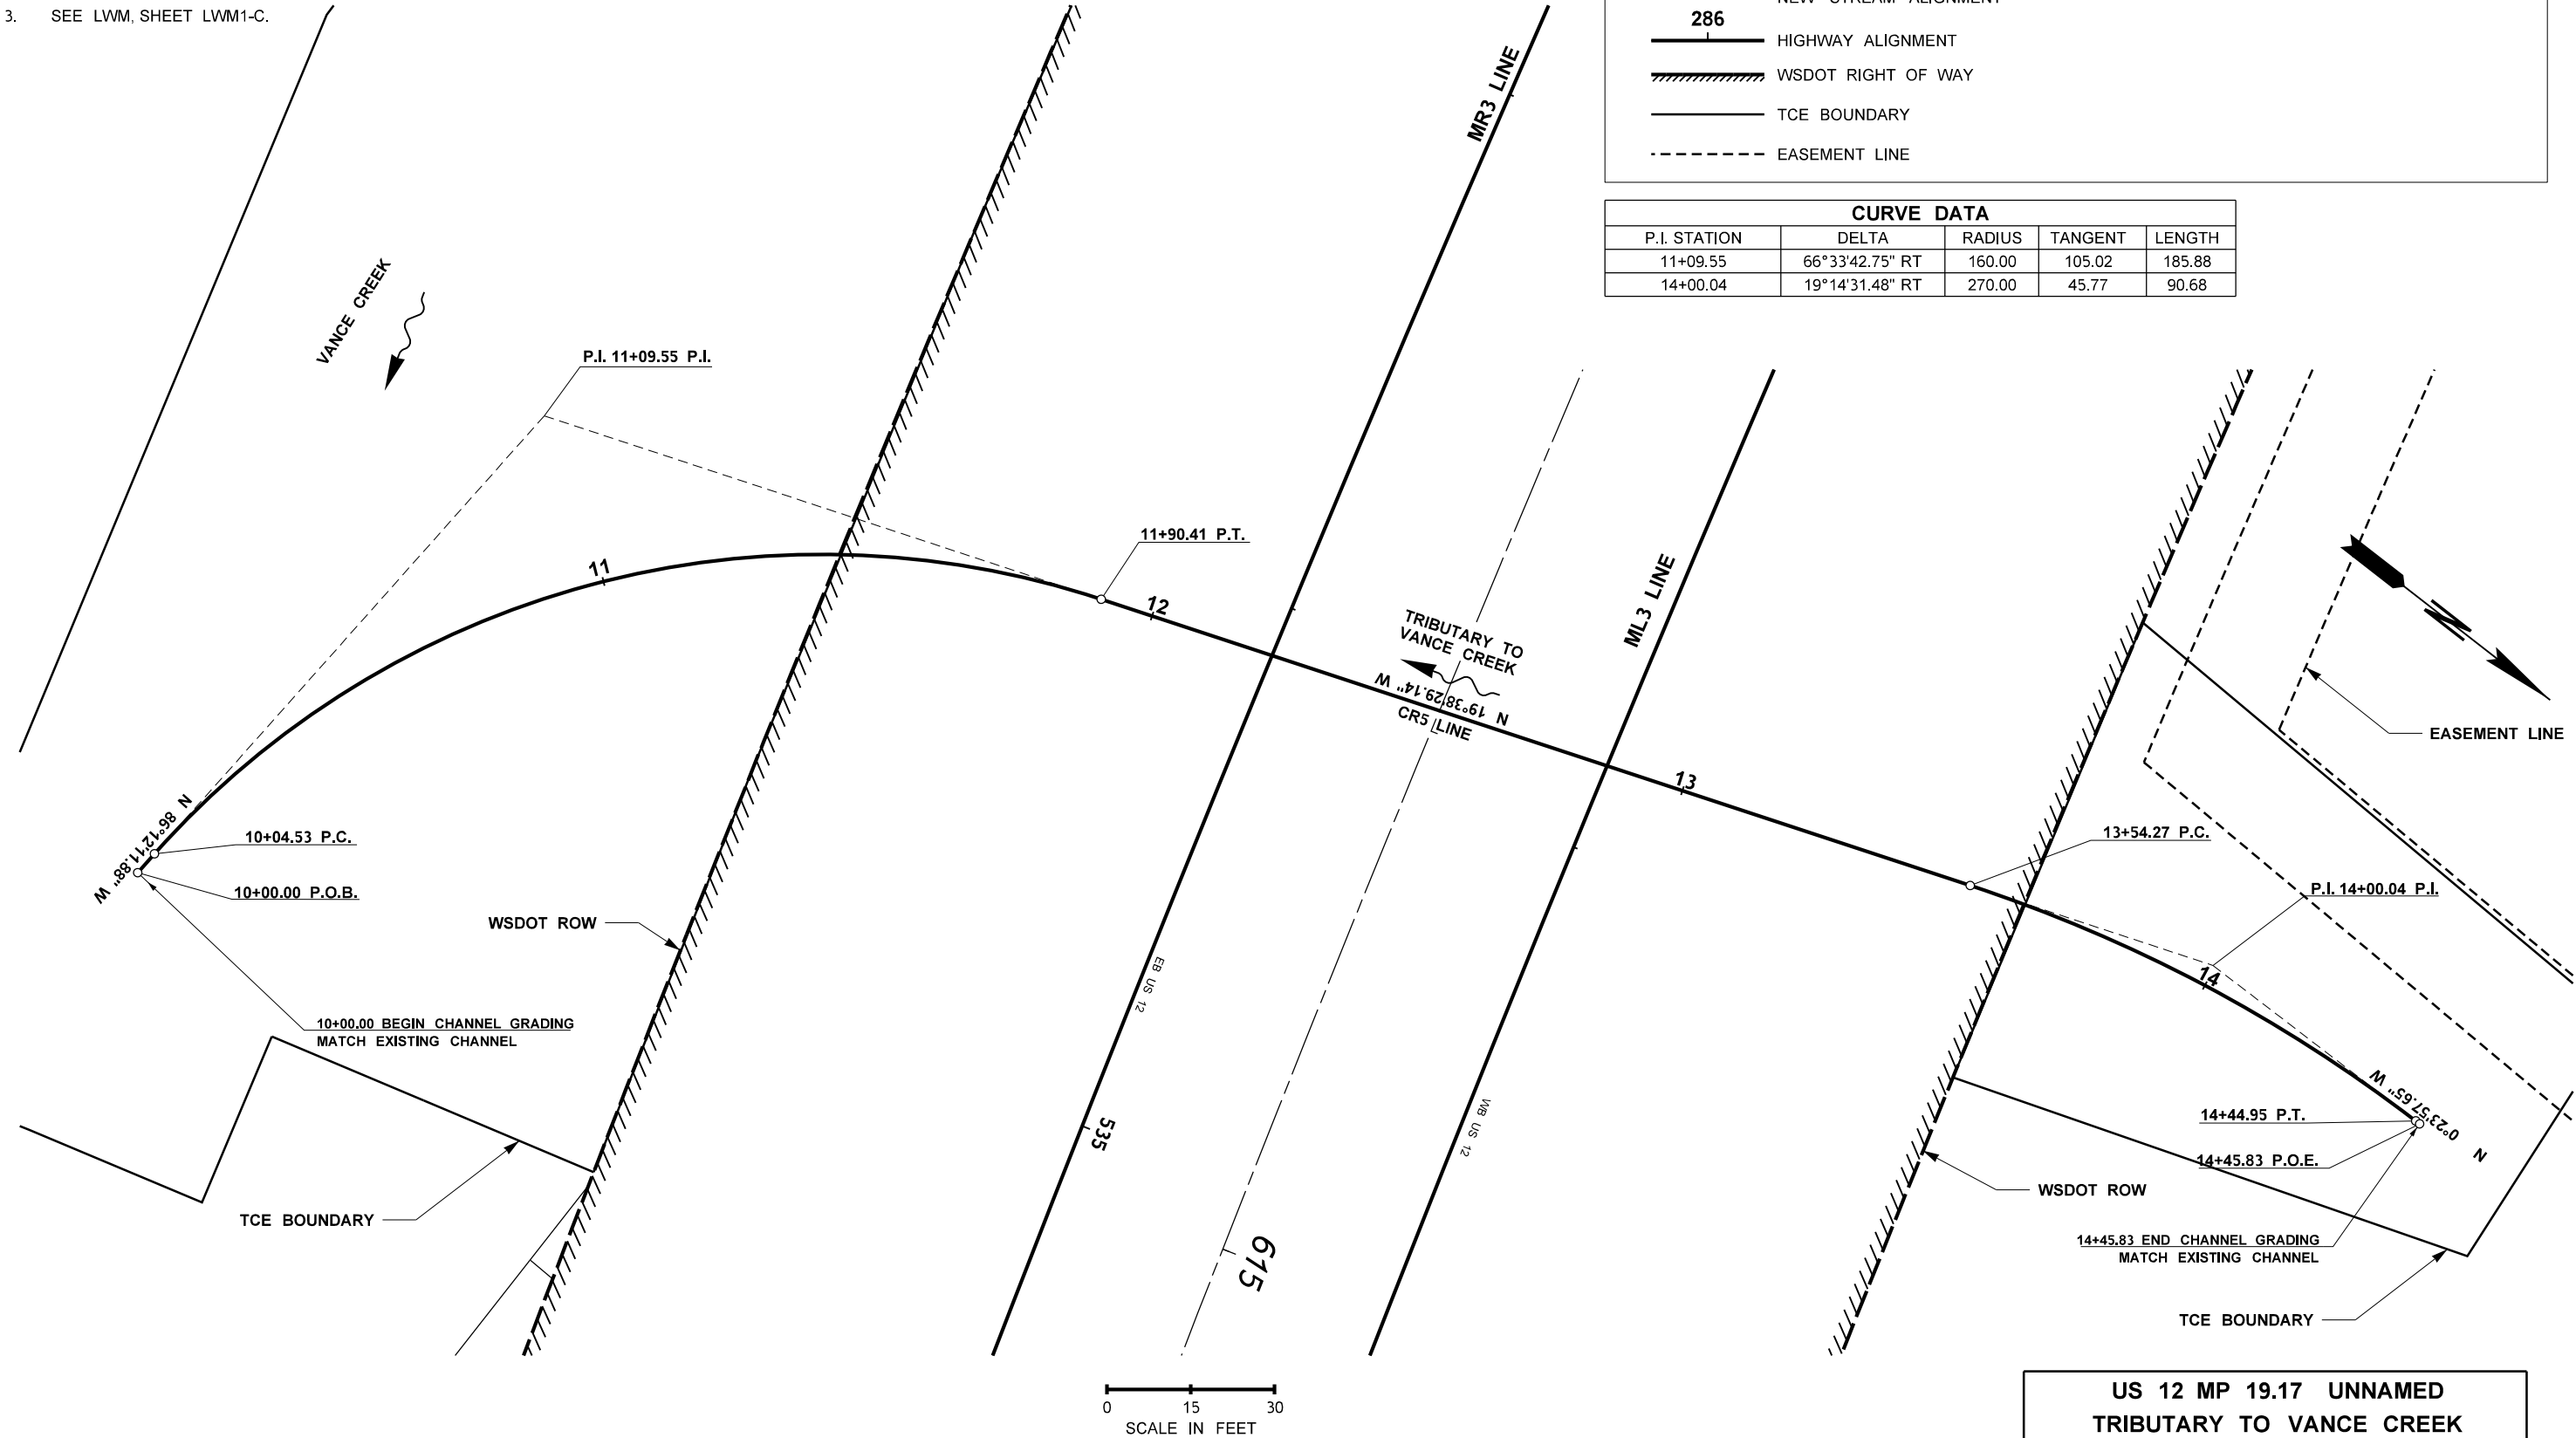 3. SEE LWM, SHEET LWM1-C.
286
HIGHWAY ALIGNMENT
WSDOT RIGHT OF WAY
TCE BOUNDARY
EASEMENT LINE
CURVE DATA
P.I. STATION DELTA RADIUS TANGENT LENGTH
11+09.55 66°33'42.75" RT 160.00 105.02 185.88
14+00.04 19°14'31.48" RT 270.00 45.77 90.68
MR3 LINE
VANCE CREEK
P.I. 11+09.55 P.I.
11+90.41 P.T.
11
12
TRIBUTARY TO
VANCE CREEK
N 19°38'29.14" W
CR5 LINE
ML3 LINE
13
N
EASEMENT LINE
N 86°12'11.88" W
10+04.53 P.C.
10+00.00 P.O.B.
13+54.27 P.C.
P.I. 14+00.04 P.I.
14
WSDOT ROW
EB US 12
10+00.00 BEGIN CHANNEL GRADING
MATCH EXISTING CHANNEL
N 0°23'57.65" W
14+44.95 P.T.
14+45.83 P.O.E.
535
WB US 12
WSDOT ROW
TCE BOUNDARY
615
14+45.83 END CHANNEL GRADING
MATCH EXISTING CHANNEL
TCE BOUNDARY
0 15 30
SCALE IN FEET
US 12 MP 19.17 UNNAMED
TRIBUTARY TO VANCE CREEK